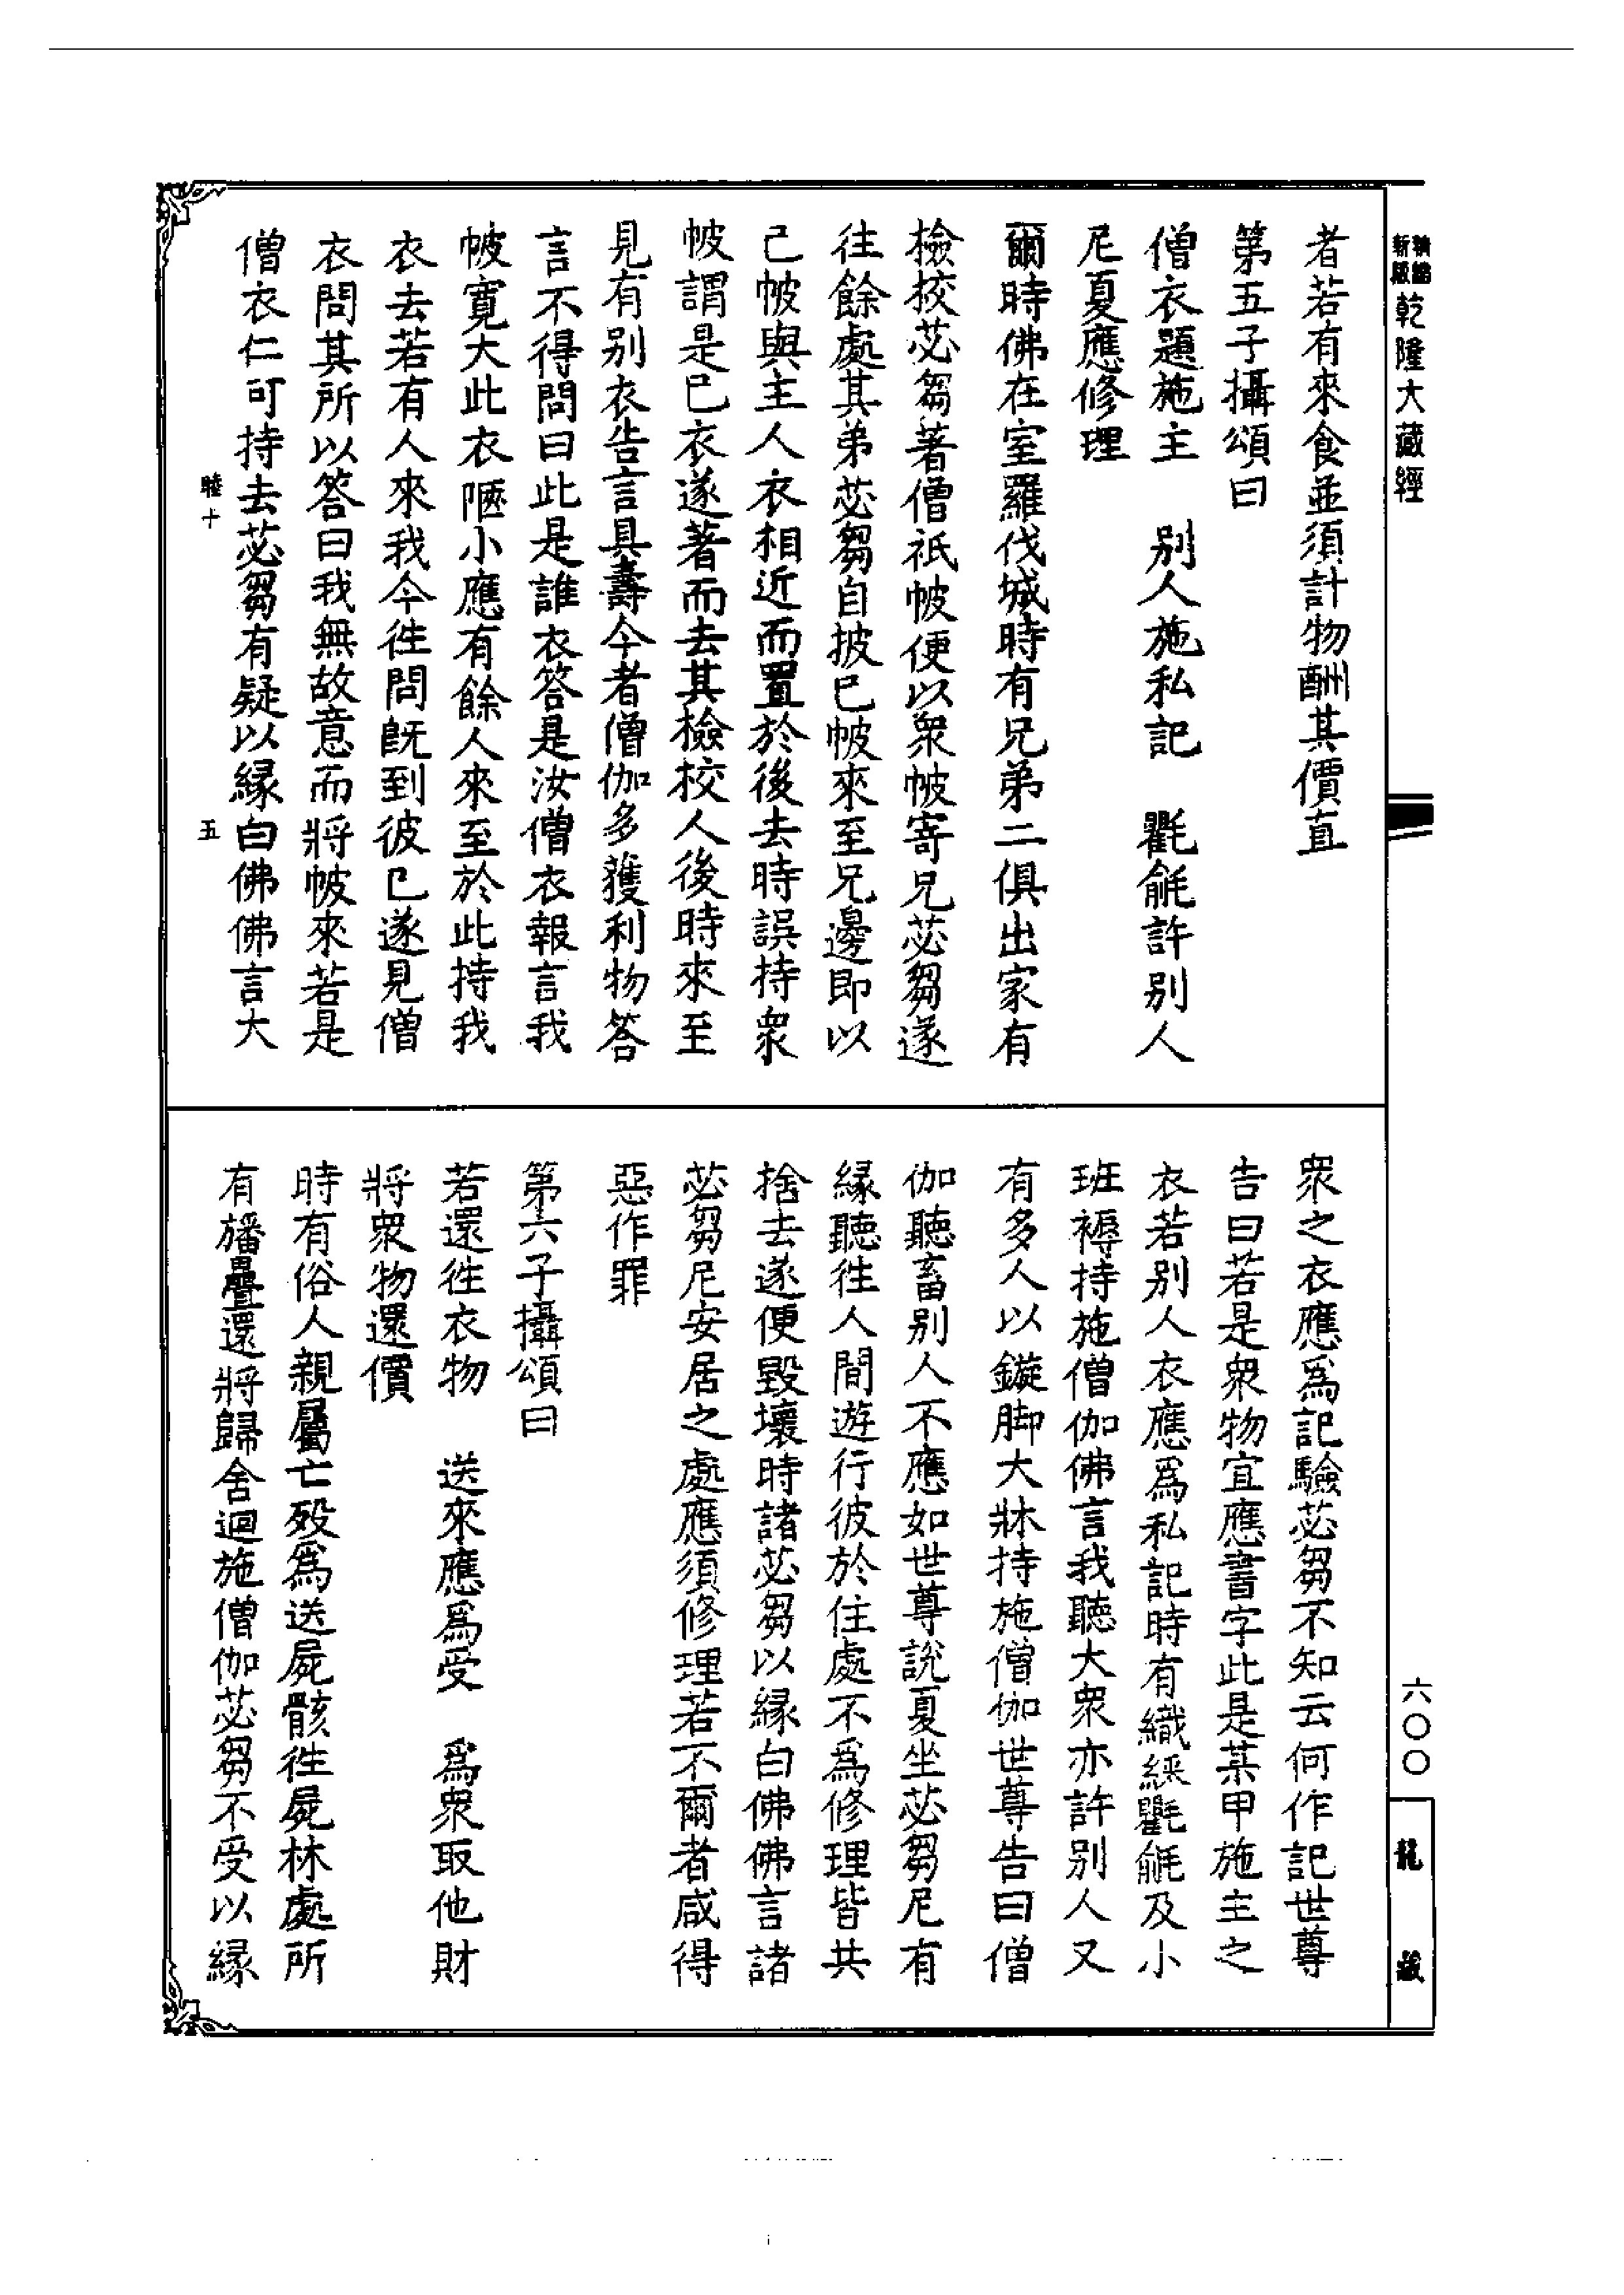 新版
精縮
乾隆大藏經
六〇〇
龍藏
者若有來食並須計物酬其價直
第五子攝頌曰
僧衣題施主　別人施私記　氍毹許別人
尼夏應修理
爾時佛在室羅伐城時有兄弟二俱出家有
檢挍苾芻著僧祇帔便以衆帔寄兄苾芻遂
往餘處其弟苾芻自披已帔來至兄邊即以
己帔與主人衣相近而置於後去時誤持衆
帔謂是已衣遂著而去其檢校人後時來至
見有別衣告言具壽今者僧伽多獲利物答
言不得問曰此是誰衣答是汝僧衣報言我
帔寬大此衣陿小應有餘人來至於此持我
衣去若有人來我今徃問旣到彼已遂見僧
衣問其所以答曰我無故意而將帔來若是
僧衣仁可持去苾芻有疑以緣白佛佛言大
睦十　五
衆之衣應爲記驗苾芻不知云何作記世尊
告曰若是衆物宜應書字此是某甲施主之
衣若別人衣應爲私記時有織綵氍毹及小
班褥持施僧伽佛言我聽大衆亦許別人又
有多人以鏇脚大牀持施僧伽世尊告曰僧
伽聽畜別人不應如世尊說夏坐苾芻尼有
緣聽徃人間遊行彼於住處不爲修理皆共
捨去遂便毀壞時諸苾芻以緣白佛佛言諸
苾芻尼安居之處應須修理若不爾者咸得
惡作罪
第六子攝頌曰
若還徃衣物　送來應爲受　爲衆取他財
將衆物還價
時有俗人親屬亡歿爲送屍骸徃屍林處所
有旛疊還將歸舍迴施僧伽苾芻不受以緣